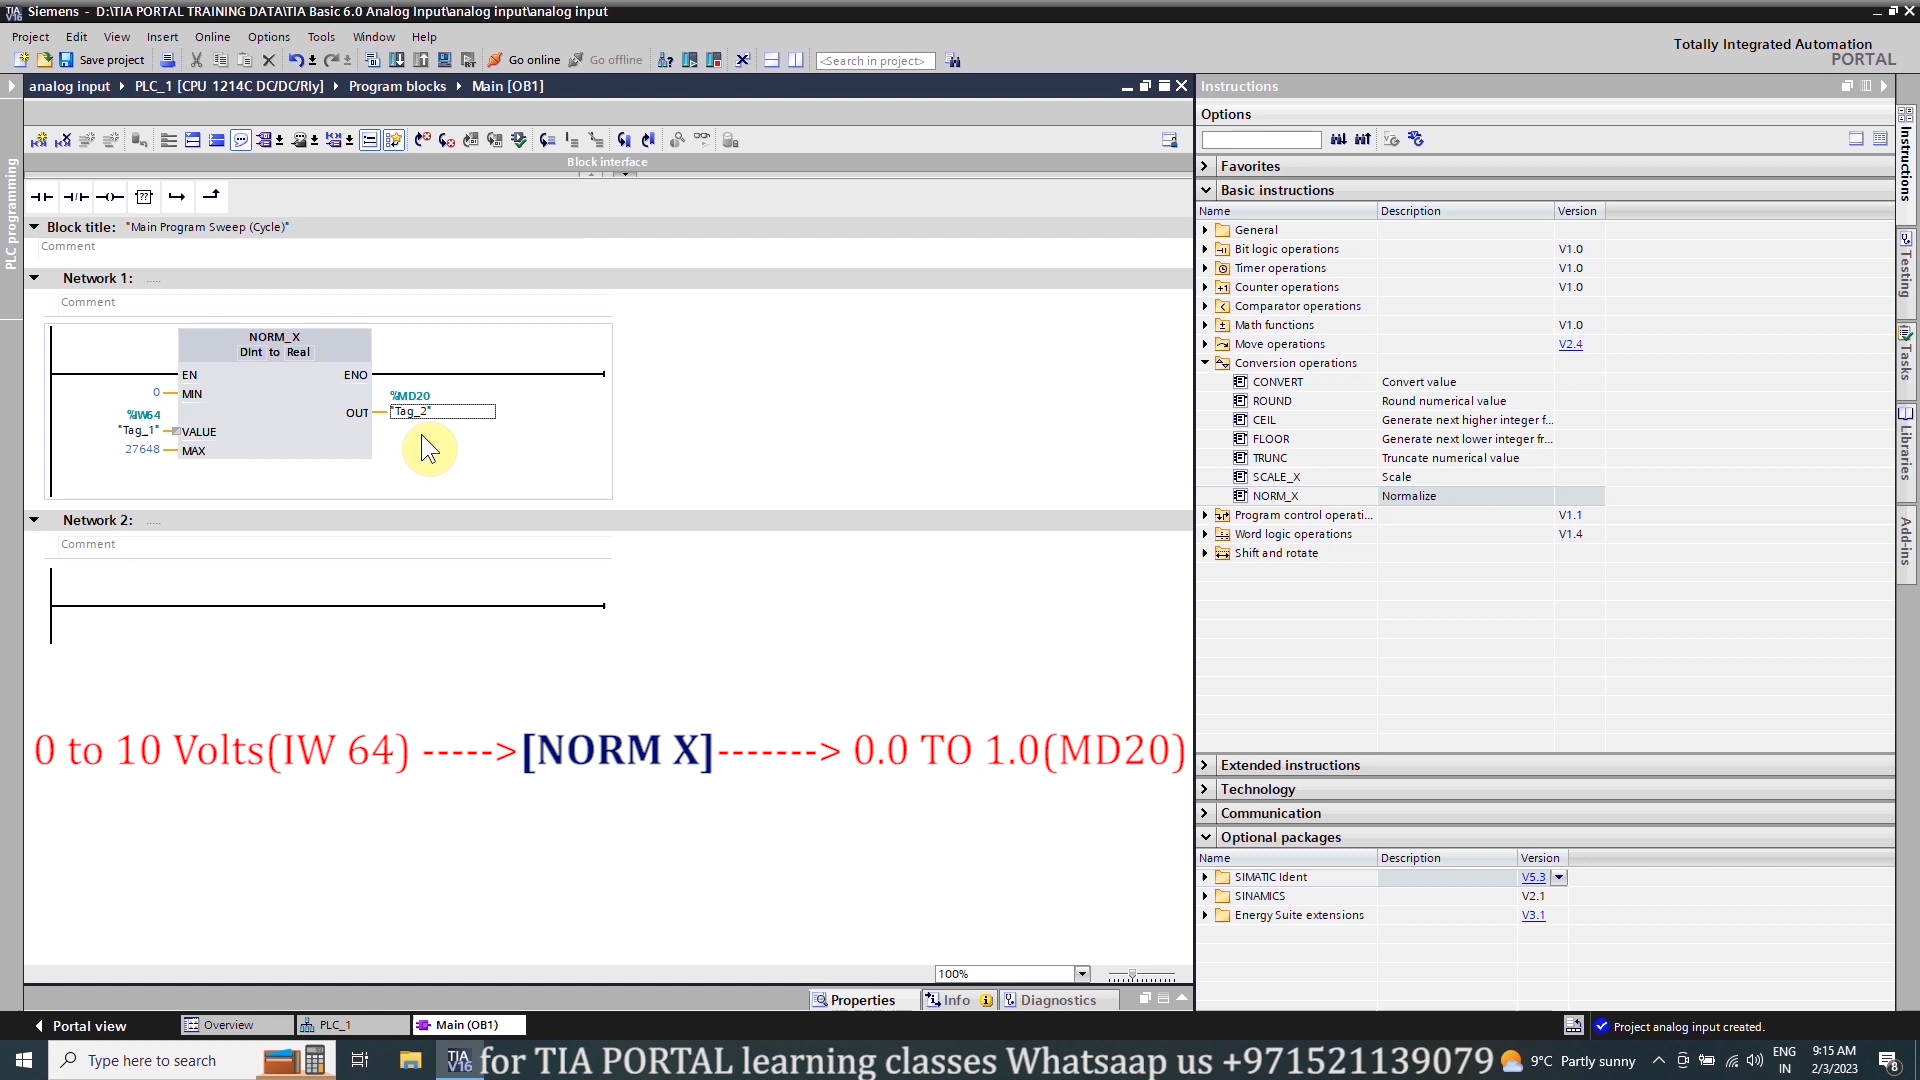 Siemens - D:\TIA PORTAL TRAINING DATA\TIA Basic 6.0 Analog Input\analog input\analog input
Project Edit View Insert Online Options Tools Window Help
Totally Integrated Automation
PORTAL
Save project
Go online
Go offline
<Search in project>
analog input
PLC_1 [CPU 1214C DC/DC/Rly]
Program blocks
Main [OB1]
Block interface
Block title: "Main Program Sweep (Cycle)"
Comment
Network 1: .....
Comment
NORM_X
DInt to Real
EN
ENO
0
MIN
%MD20
OUT
"Tag_2"
%IW64
"Tag_1"
VALUE
27648
MAX
Network 2: .....
Comment
0 to 10 Volts(IW 64) ----->[NORM X]-------> 0.0 TO 1.0(MD20)
100%
Properties
Info
Diagnostics
PLC programming
Instructions
Options
Favorites
Basic instructions
Name Description Version
General
Bit logic operations V1.0
Timer operations V1.0
Counter operations V1.0
Comparator operations
Math functions V1.0
Move operations V2.4
Conversion operations
CONVERT Convert value
ROUND Round numerical value
CEIL Generate next higher integer f...
FLOOR Generate next lower integer fr...
TRUNC Truncate numerical value
SCALE_X Scale
NORM_X Normalize
Program control operati... V1.1
Word logic operations V1.4
Shift and rotate
Extended instructions
Technology
Communication
Optional packages
Name Description Version
SIMATIC Ident V5.3
SINAMICS V2.1
Energy Suite extensions V3.1
Instructions
Testing
Tasks
Libraries
Add-ins
Portal view
Overview
PLC_1
Main (OB1)
Project analog input created.
Type here to search
TIA
V16
for TIA PORTAL learning classes Whatsaap us +971521139079
9°C Partly sunny
ENG
IN
9:15 AM
2/3/2023
8